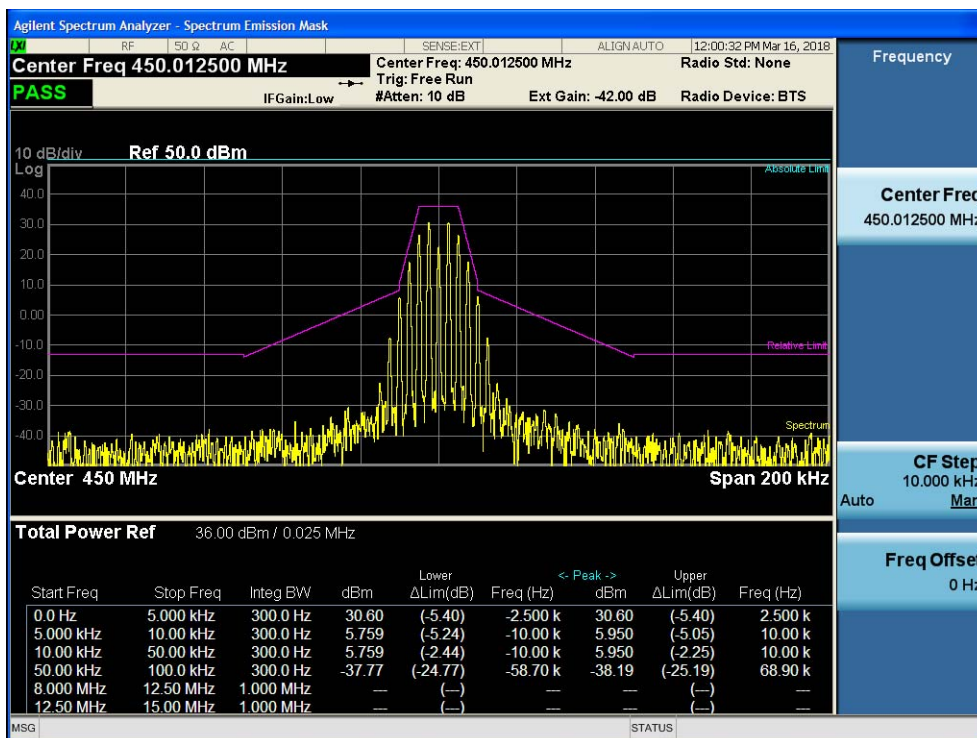 Agilent Spectrum Analyzer - Spectrum Emission Mask
LXI RF 50 Ω AC SENSE:EXT ALIGN AUTO 12:00:32 PM Mar 16, 2018
Center Freq 450.012500 MHz
Center Freq: 450.012500 MHz
Radio Std: None
Trig: Free Run
PASS
IFGain:Low
#Atten: 10 dB
Ext Gain: -42.00 dB
Radio Device: BTS
10 dB/div Ref 50.0 dBm
Log
Absolute Limit
40.0
30.0
20.0
10.0
0.00
-10.0
Relative Limit
-20.0
-30.0
Spectrum
-40.0
Center 450 MHz
Span 200 kHz
Total Power Ref 36.00 dBm / 0.025 MHz
Lower <- Peak -> Upper
Start Freq Stop Freq Integ BW dBm ΔLim(dB) Freq (Hz) dBm ΔLim(dB) Freq (Hz)
0.0 Hz 5.000 kHz 300.0 Hz 30.60 (-5.40) -2.500 k 30.60 (-5.40) 2.500 k
5.000 kHz 10.00 kHz 300.0 Hz 5.759 (-5.24) -10.00 k 5.950 (-5.05) 10.00 k
10.00 kHz 50.00 kHz 300.0 Hz 5.759 (-2.44) -10.00 k 5.950 (-2.25) 10.00 k
50.00 kHz 100.0 kHz 300.0 Hz -37.77 (-24.77) -58.70 k -38.19 (-25.19) 68.90 k
8.000 MHz 12.50 MHz 1.000 MHz --- (---) --- --- (---) ---
12.50 MHz 15.00 MHz 1.000 MHz --- (---) --- --- (---) ---
MSG STATUS
Frequency
Center Freq
450.012500 MHz
CF Step
10.000 kHz
Auto Man
Freq Offset
0 Hz